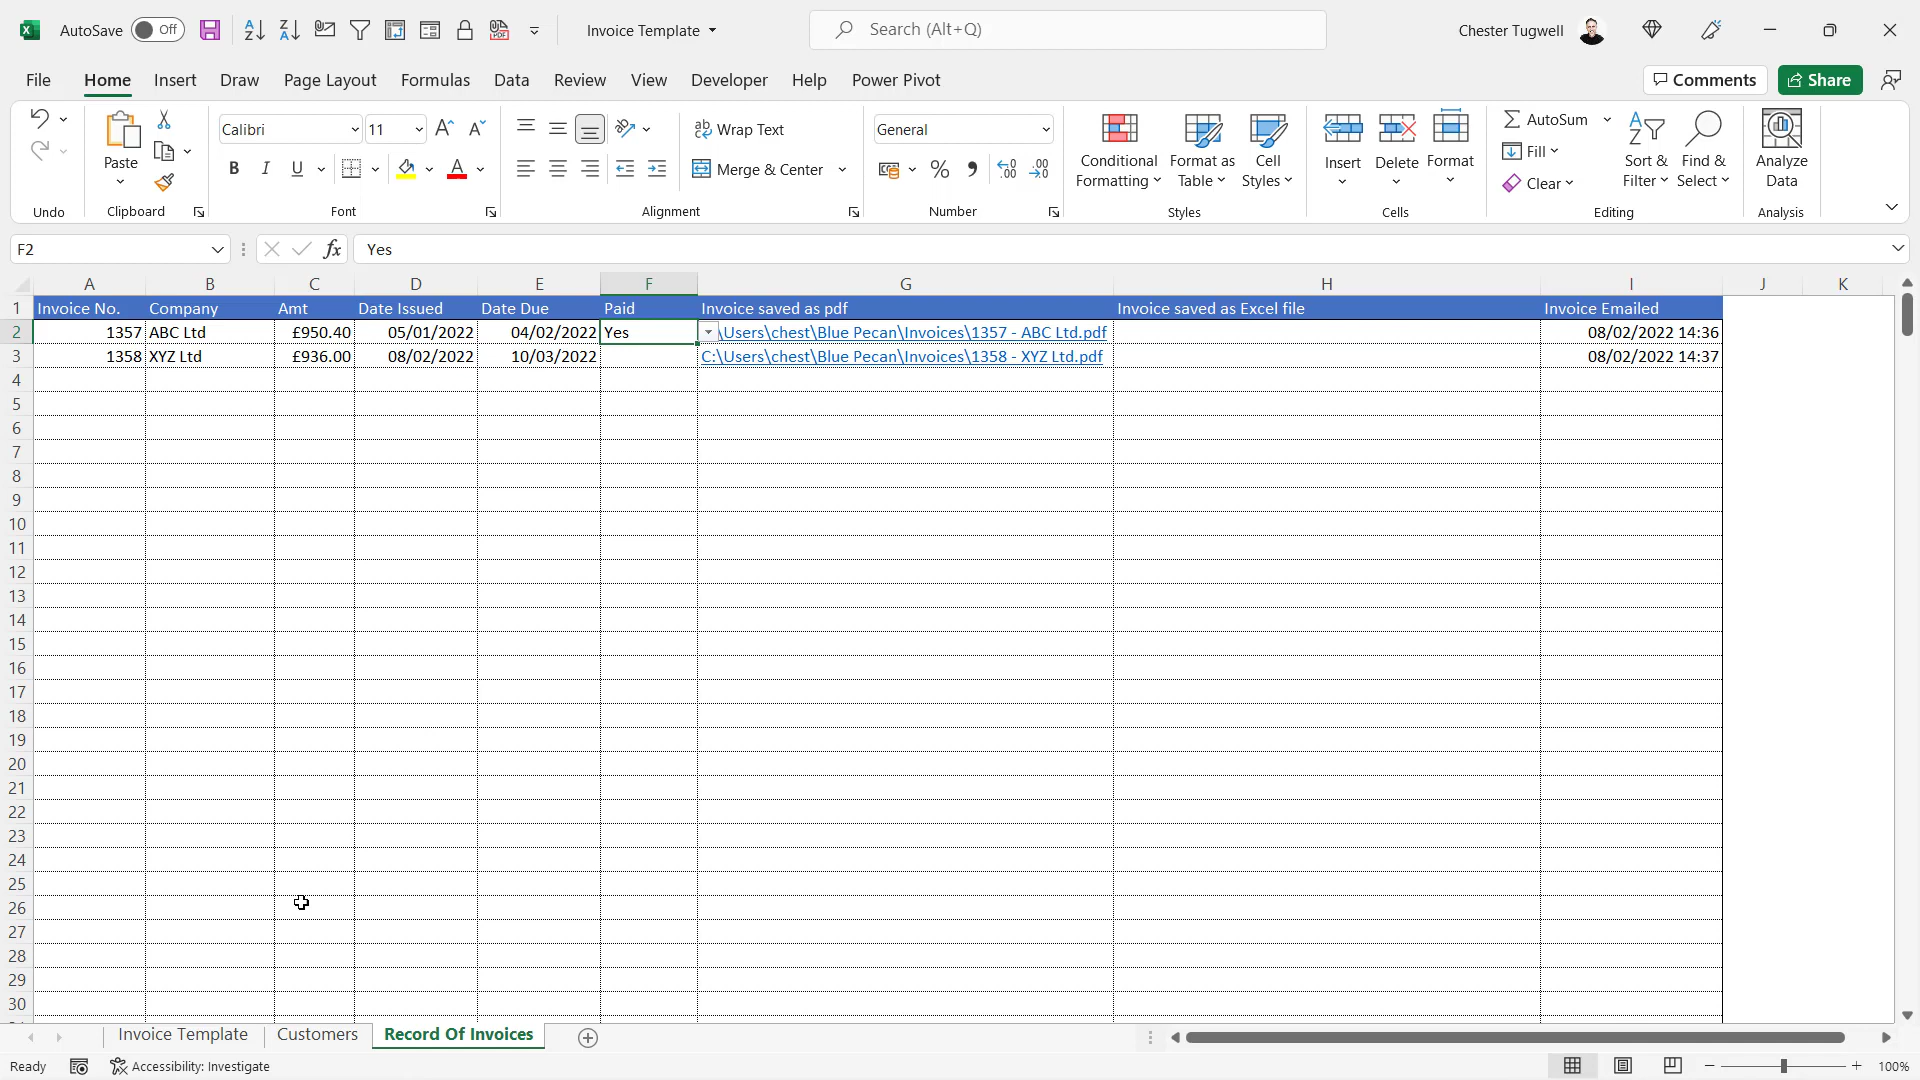 AutoSave Off Invoice Template Search (Alt+Q) Chester Tugwell
File Home Insert Draw Page Layout Formulas Data Review View Developer Help Power Pivot Comments Share
Calibri 11 Wrap Text General AutoSum
Paste B I U Merge & Center % Conditional Formatting Format as Table Cell Styles Insert Delete Format Fill Sort & Filter Find & Select Analyze Data
Clear
Undo Clipboard Font Alignment Number Styles Cells Editing Analysis
F2 fx Yes
A B C D E F G H I J K
1 Invoice No. Company Amt Date Issued Date Due Paid Invoice saved as pdf Invoice saved as Excel file Invoice Emailed
2 1357 ABC Ltd £950.40 05/01/2022 04/02/2022 Yes \Users\chest\Blue Pecan\Invoices\1357 - ABC Ltd.pdf 08/02/2022 14:36
3 1358 XYZ Ltd £936.00 08/02/2022 10/03/2022 C:\Users\chest\Blue Pecan\Invoices\1358 - XYZ Ltd.pdf 08/02/2022 14:37
4
5
6
7
8
9
10
11
12
13
14
15
16
17
18
19
20
21
22
23
24
25
26
27
28
29
30
Invoice Template Customers Record Of Invoices
Ready Accessibility: Investigate 100%